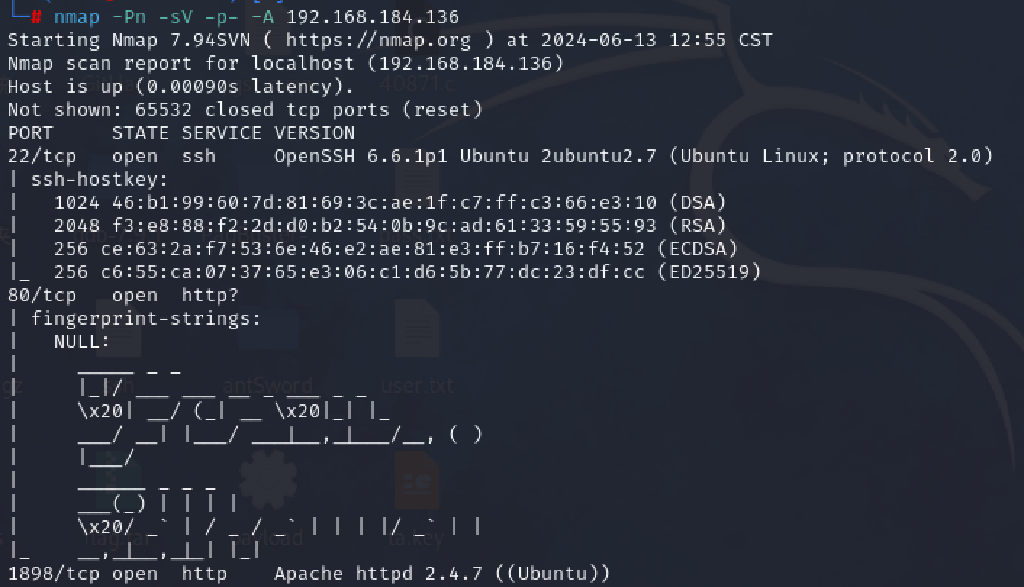 # nmap -Pn -sV -p- -A 192.168.184.136
Starting Nmap 7.94SVN ( https://nmap.org ) at 2024-06-13 12:55 CST
Nmap scan report for localhost (192.168.184.136)
Host is up (0.00090s latency).
Not shown: 65532 closed tcp ports (reset)
PORT     STATE SERVICE VERSION
22/tcp   open  ssh     OpenSSH 6.6.1p1 Ubuntu 2ubuntu2.7 (Ubuntu Linux; protocol 2.0)
| ssh-hostkey:
|   1024 46:b1:99:60:7d:81:69:3c:ae:1f:c7:ff:c3:66:e3:10 (DSA)
|   2048 f3:e8:88:f2:2d:d0:b2:54:0b:9c:ad:61:33:59:55:93 (RSA)
|   256 ce:63:2a:f7:53:6e:46:e2:ae:81:e3:ff:b7:16:f4:52 (ECDSA)
|_  256 c6:55:ca:07:37:65:e3:06:c1:d6:5b:77:dc:23:df:cc (ED25519)
80/tcp   open  http?
| fingerprint-strings:
|   NULL:
|     _____ _ _
|     |_|/ ___ ___ __ _ ___ _ _
|     \x20| __/ (_| __ \x20|_| |_
|     ___/ __| |___/ ___|__,_|___/__, ( )
|     |___/
|     ______ _ _ _
|     ___(_) | | | |
|     \x20/ _` | / _ / _` | | | |/ _` | |
|_    __,_|__,_|_| |_|
1898/tcp open  http    Apache httpd 2.4.7 ((Ubuntu))
40871.c
antSword
user.txt